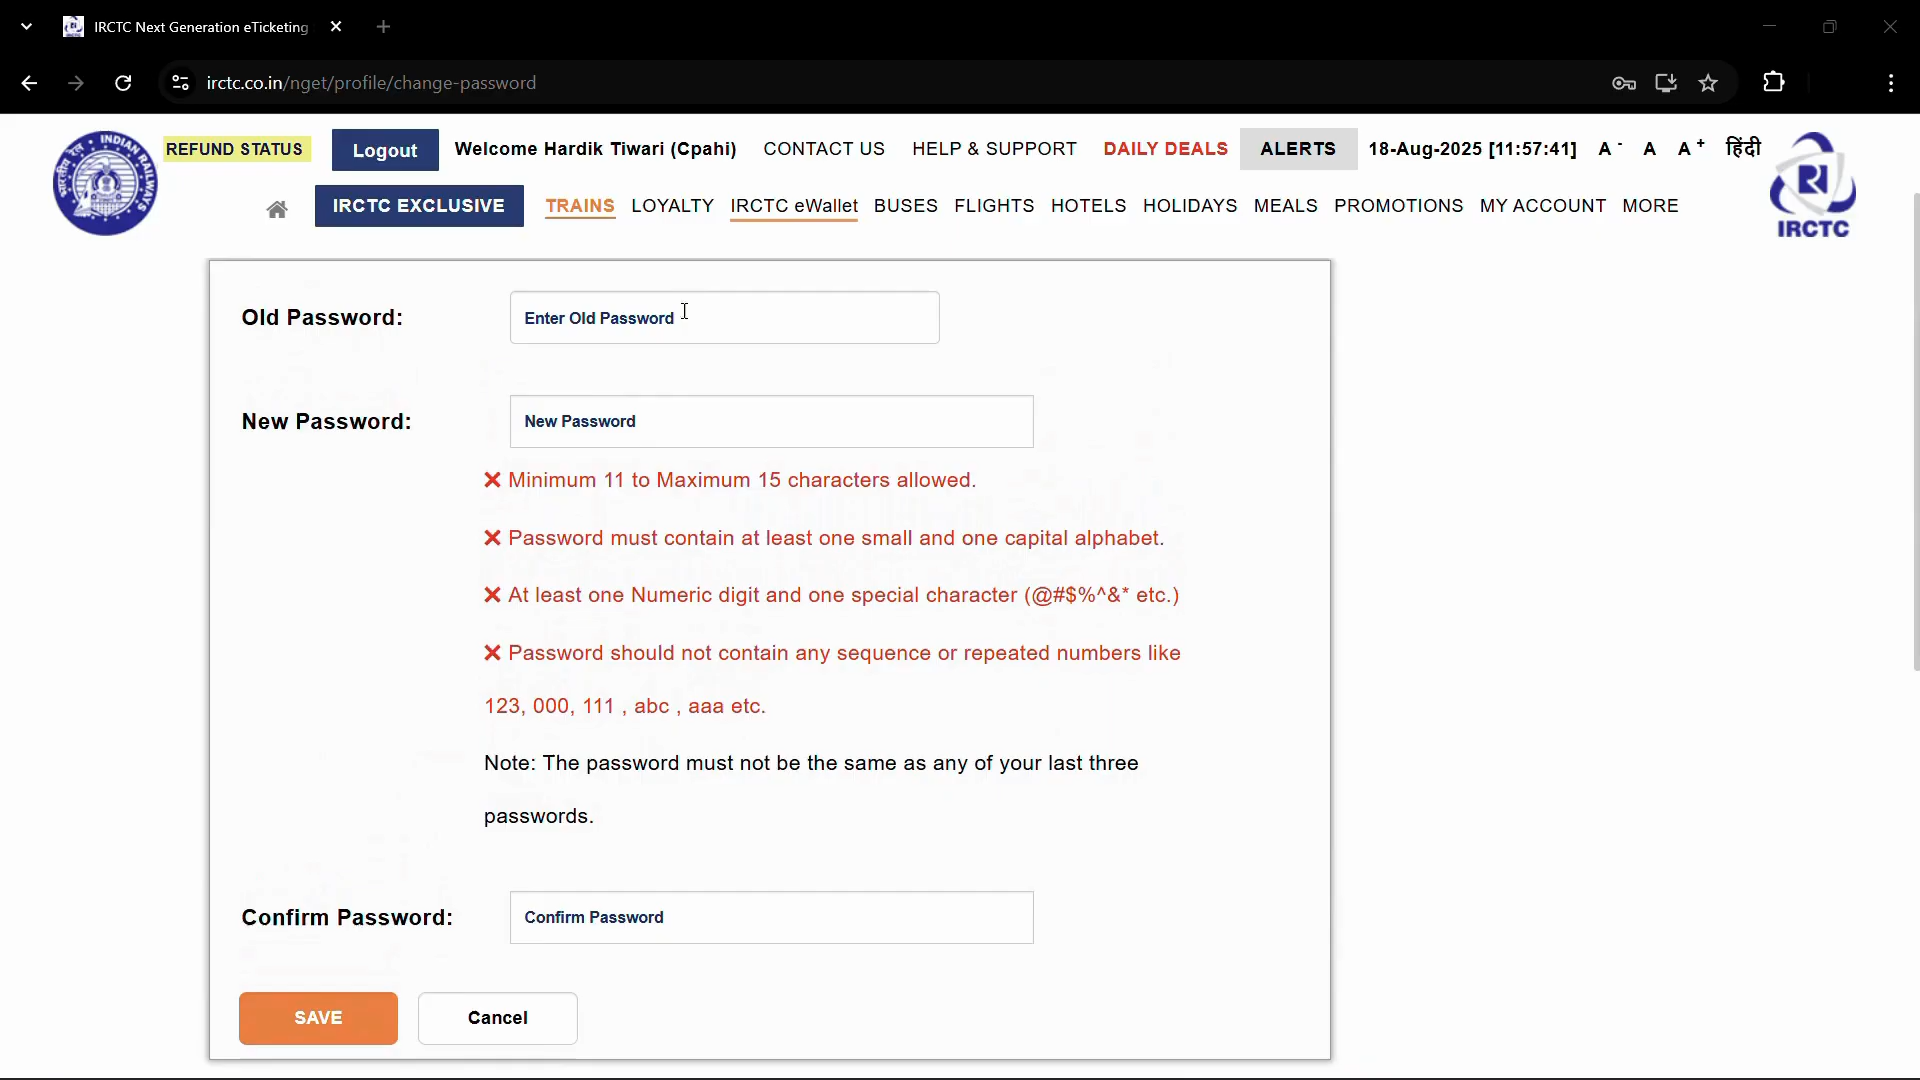 IRCTC Next Generation eTicketing
irctc.co.in/nget/profile/change-password
REFUND STATUS Logout Welcome Hardik Tiwari (Cpahi) CONTACT US HELP & SUPPORT DAILY DEALS ALERTS 18-Aug-2025 [11:57:41] A- A A+ हिंदी
IRCTC EXCLUSIVE TRAINS LOYALTY IRCTC eWallet BUSES FLIGHTS HOTELS HOLIDAYS MEALS PROMOTIONS MY ACCOUNT MORE
IRCTC
Old Password: Enter Old Password
New Password: New Password
❌ Minimum 11 to Maximum 15 characters allowed.
❌ Password must contain at least one small and one capital alphabet.
❌ At least one Numeric digit and one special character (@#$%^&* etc.)
❌ Password should not contain any sequence or repeated numbers like
123, 000, 111 , abc , aaa etc.
Note: The password must not be the same as any of your last three
passwords.
Confirm Password: Confirm Password
SAVE Cancel